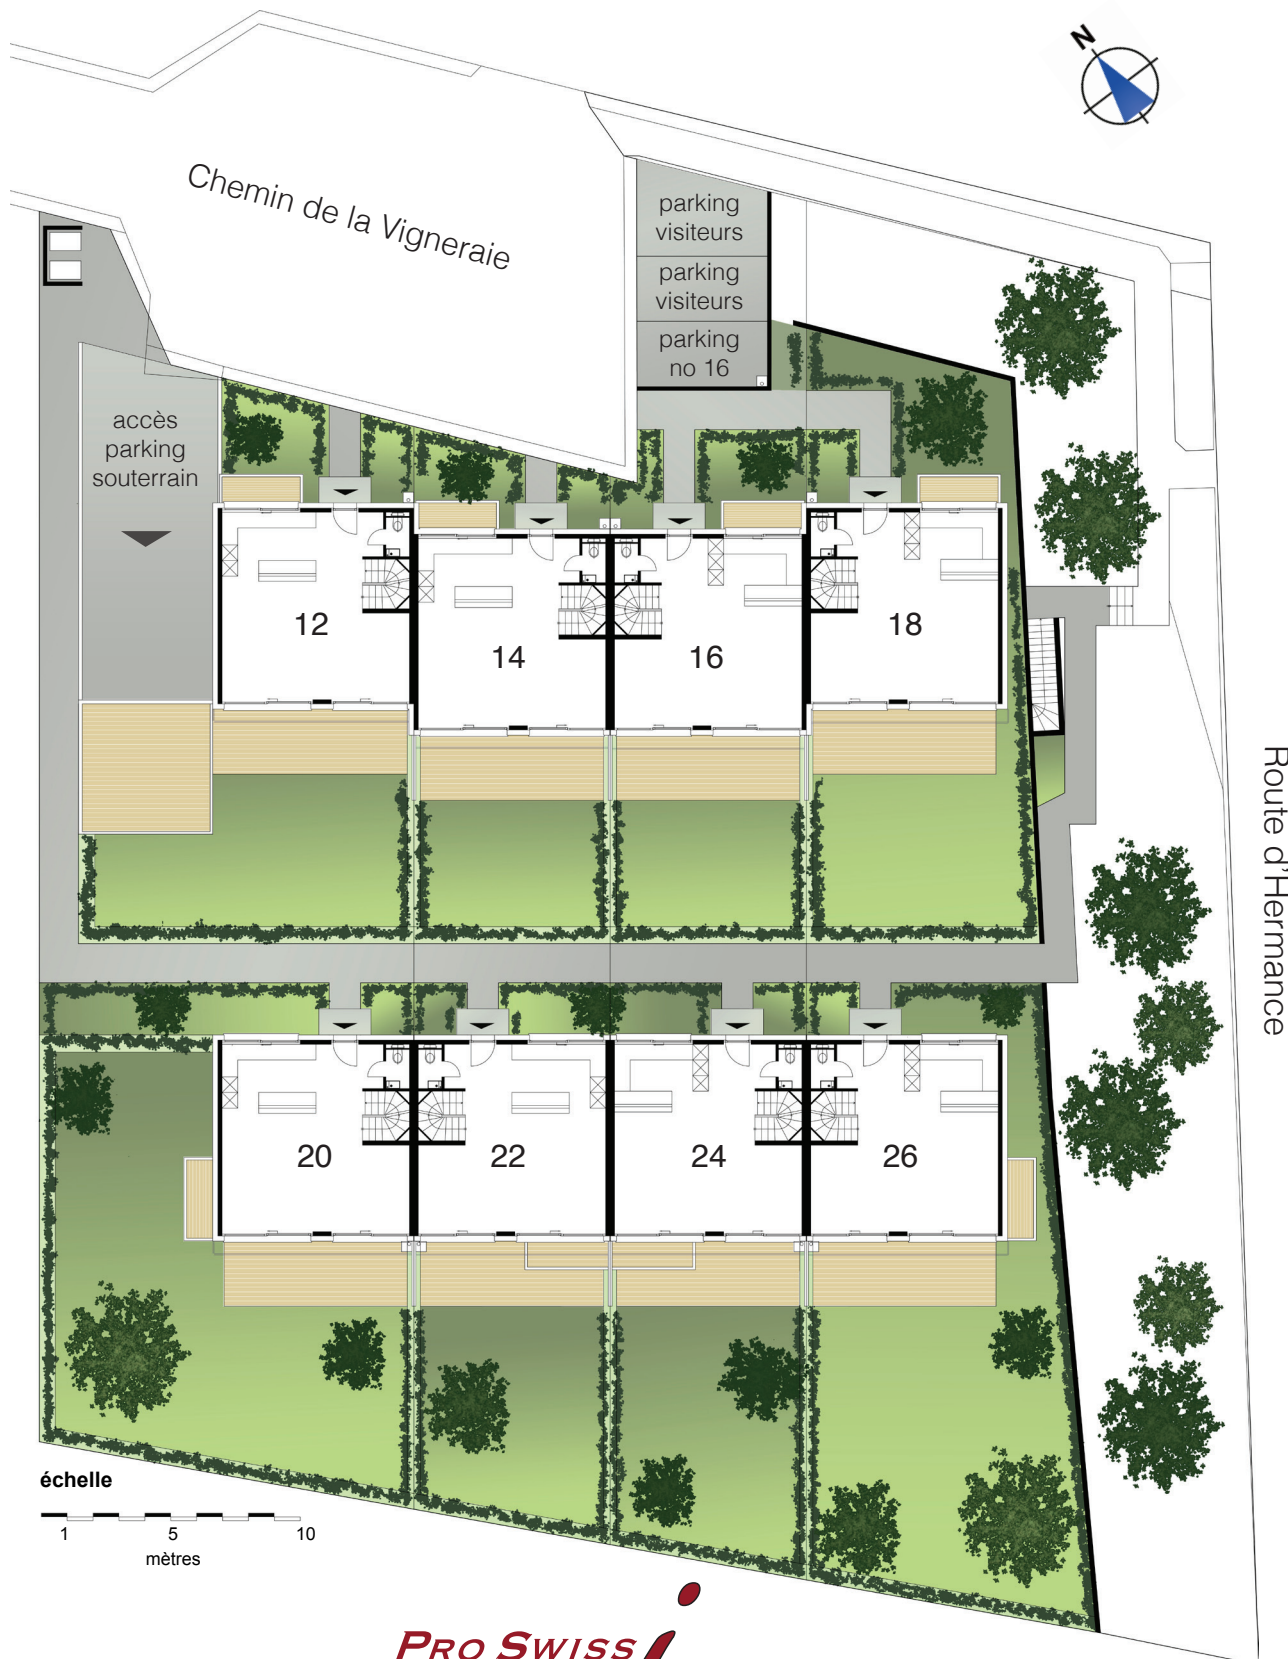 N
Chemin de la Vigneraie
parking
visiteurs
parking
visiteurs
parking
no 16
accès
parking
souterrain
12
14
16
18
Route d'Hermance
20
22
24
26
échelle
1 5 10
mètres
PRO SWISS